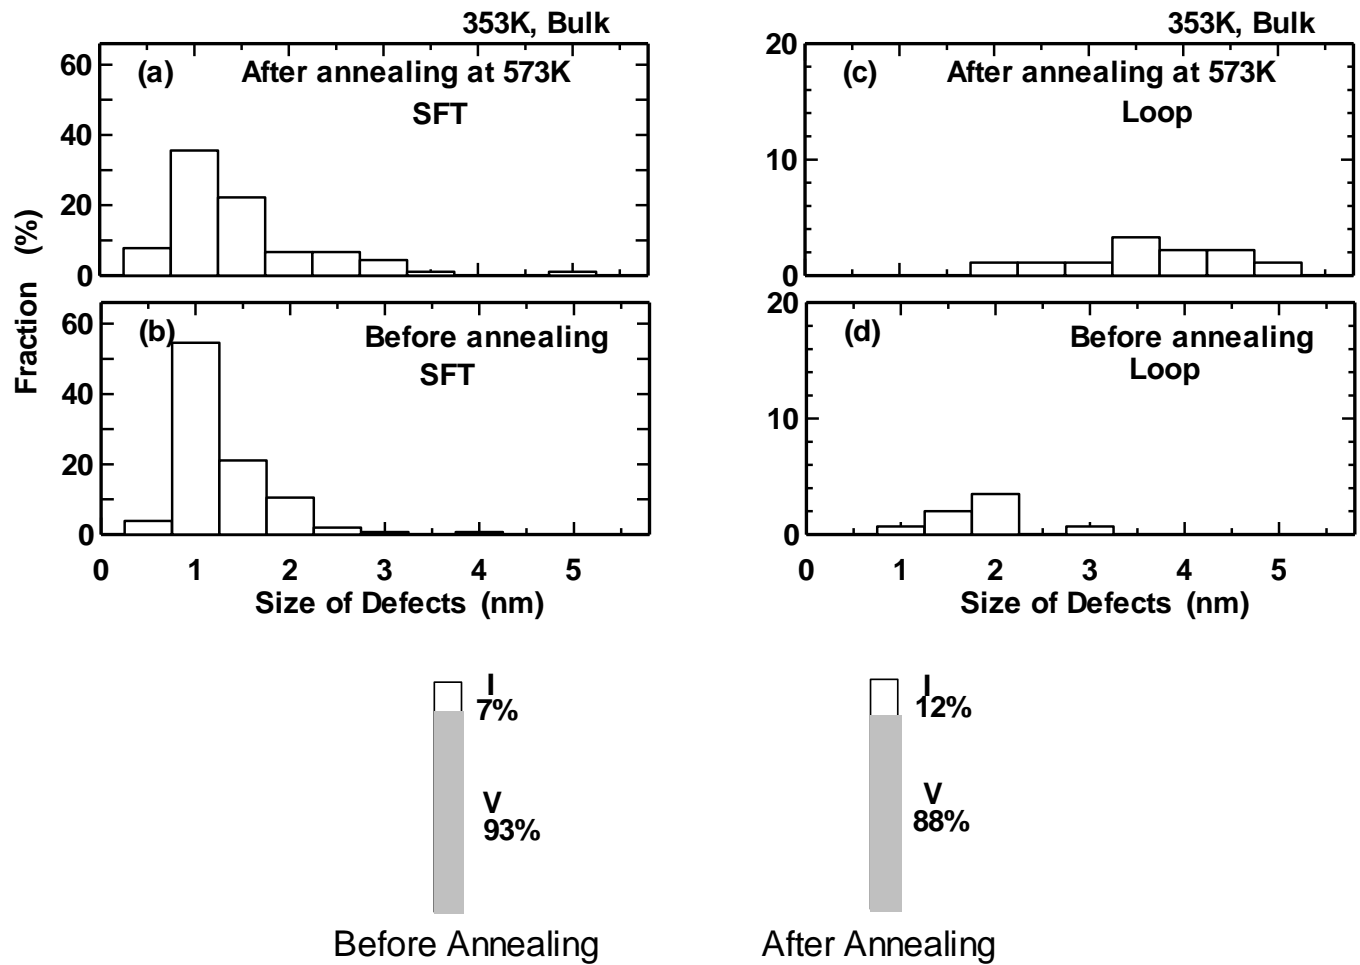 353K, Bulk
(a)
After annealing at 573K
SFT
60
40
20
0
353K, Bulk
(c)
After annealing at 573K
Loop
20
10
0
Fraction (%)
(b)
Before annealing
SFT
60
40
20
0
0 1 2 3 4 5
Size of Defects (nm)
(d)
Before annealing
Loop
20
10
0
0 1 2 3 4 5
Size of Defects (nm)
I
7%
V
93%
Before Annealing
I
12%
V
88%
After Annealing